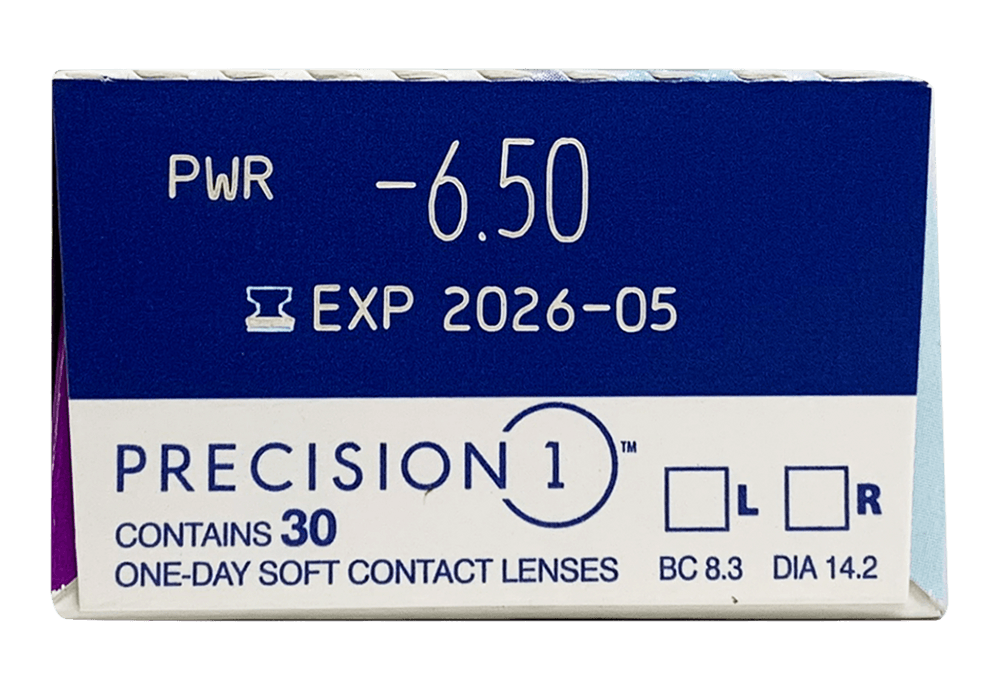 PWR -6.50
EXP 2026-05
PRECISION 1™
CONTAINS 30
ONE-DAY SOFT CONTACT LENSES
L R
BC 8.3 DIA 14.2